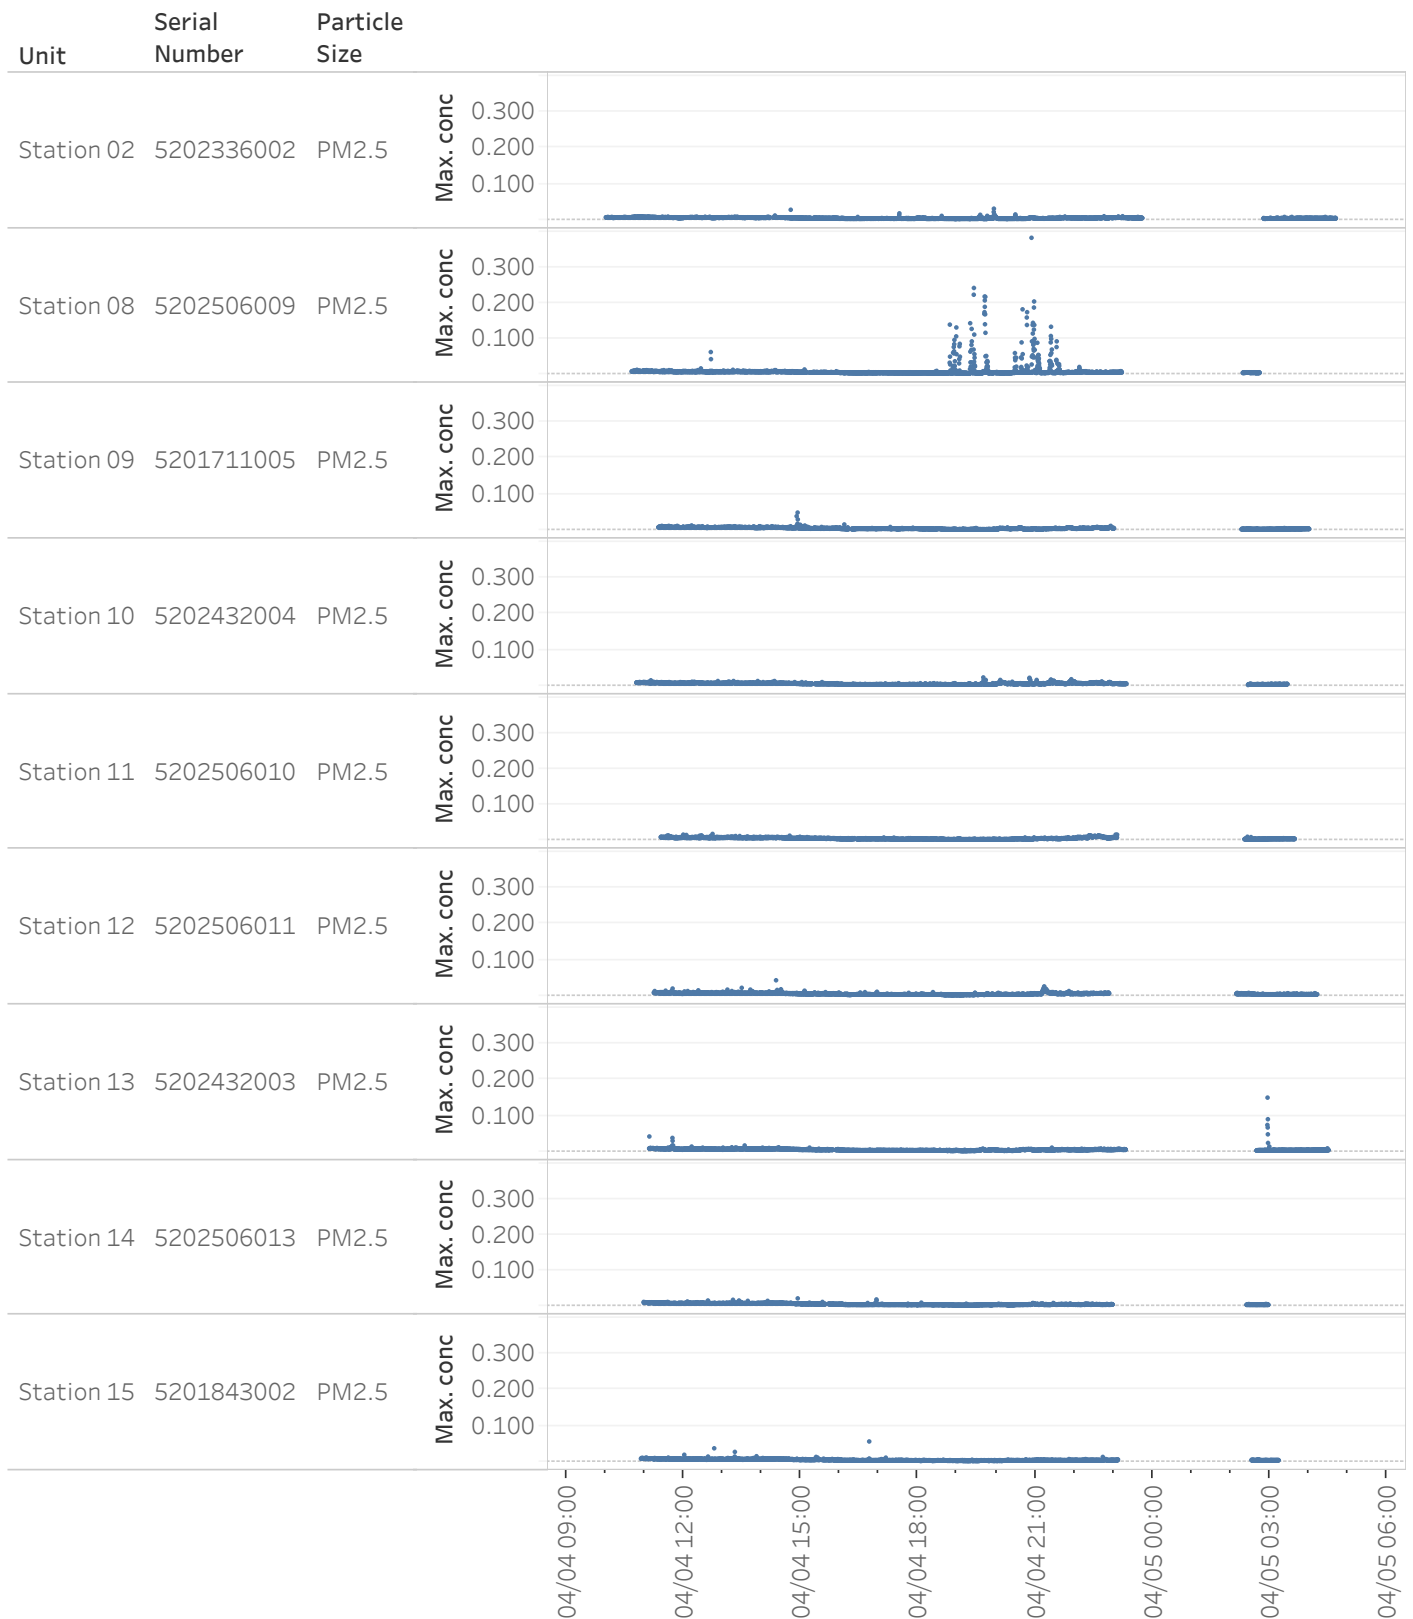 Unit Serial Number Particle Size
Max. conc 0.300
Station 02 5202336002 PM2.5 0.200
0.100
Max. conc 0.300
Station 08 5202506009 PM2.5 0.200
0.100
Max. conc 0.300
Station 09 5201711005 PM2.5 0.200
0.100
Max. conc 0.300
Station 10 5202432004 PM2.5 0.200
0.100
Max. conc 0.300
Station 11 5202506010 PM2.5 0.200
0.100
Max. conc 0.300
Station 12 5202506011 PM2.5 0.200
0.100
Max. conc 0.300
Station 13 5202432003 PM2.5 0.200
0.100
Max. conc 0.300
Station 14 5202506013 PM2.5 0.200
0.100
Max. conc 0.300
Station 15 5201843002 PM2.5 0.200
0.100
04/04 09:00
04/04 12:00
04/04 15:00
04/04 18:00
04/04 21:00
04/05 00:00
04/05 03:00
04/05 06:00